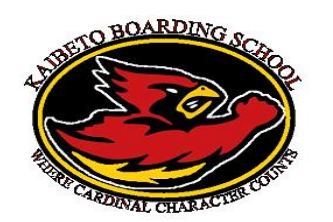 KAIBETO BOARDING SCHOOL
WHERE CARDINAL CHARACTER COUNTS